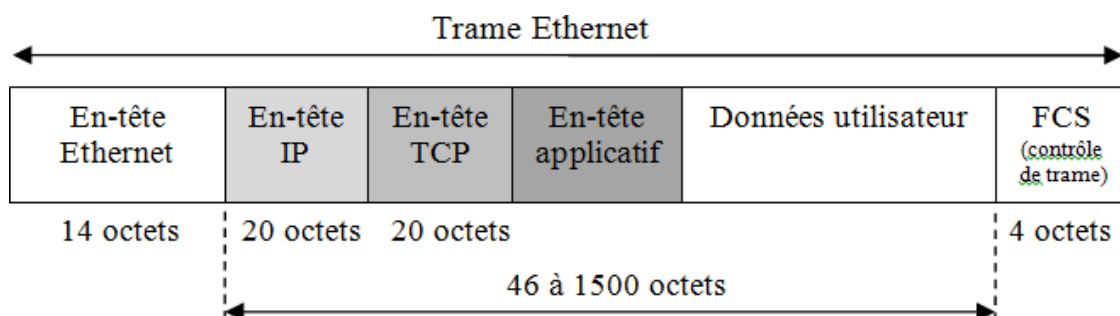 Trame Ethernet
En-tête
Ethernet
En-tête
IP
En-tête
TCP
En-tête
applicatif
Données utilisateur
FCS
(contrôle
de trame)
14 octets
20 octets
20 octets
4 octets
46 à 1500 octets